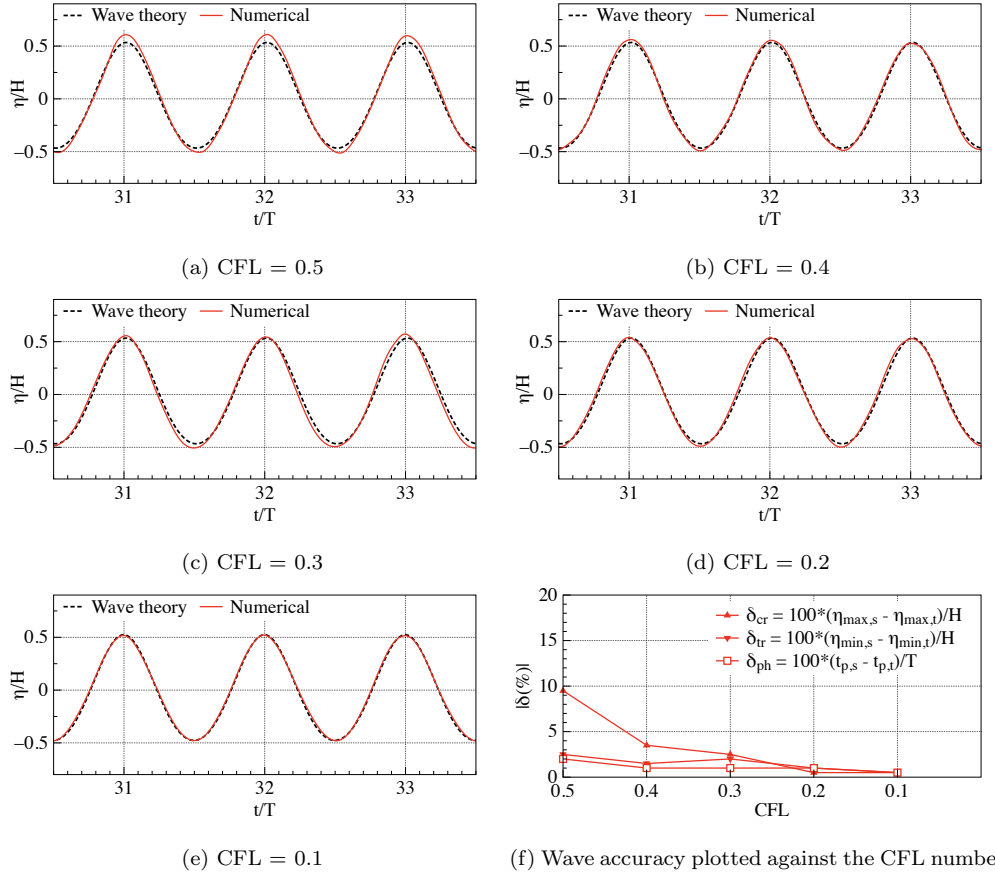 Wave theory Numerical
0.5
0
−0.5
η/H
31 32 33
t/T
(a) CFL = 0.5
Wave theory Numerical
0.5
0
−0.5
η/H
31 32 33
t/T
(b) CFL = 0.4
Wave theory Numerical
0.5
0
−0.5
η/H
31 32 33
t/T
(c) CFL = 0.3
Wave theory Numerical
0.5
0
−0.5
η/H
31 32 33
t/T
(d) CFL = 0.2
Wave theory Numerical
0.5
0
−0.5
η/H
31 32 33
t/T
(e) CFL = 0.1
20
15
10
5
0
|δ(%)|
δcr = 100*(ηmax,s - ηmax,t)/H
δtr = 100*(ηmin,s - ηmin,t)/H
δph = 100*(tp,s - tp,t)/T
0.5 0.4 0.3 0.2 0.1
CFL
(f) Wave accuracy plotted against the CFL numbe